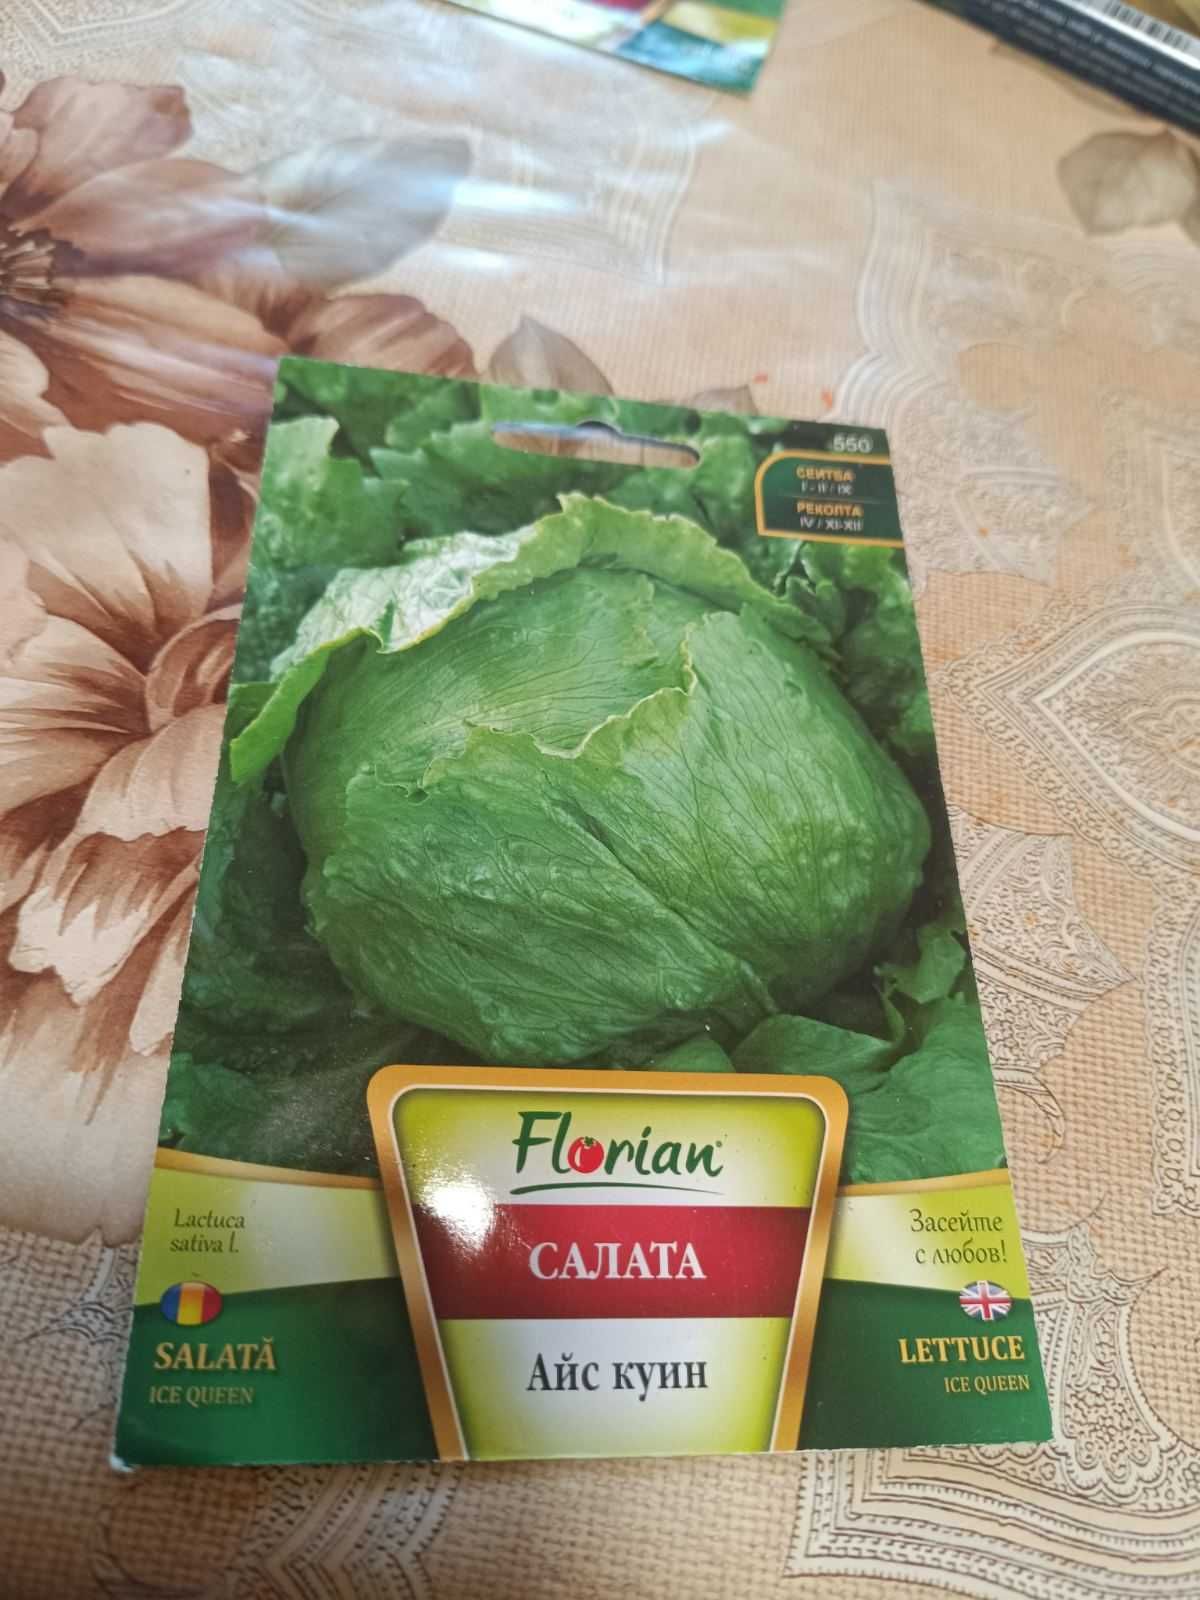 550
СЕИТБА
I - II / IX
РЕКОЛТА
IV / XI-XII
Florian®
САЛАТА
Айс куин
Lactuca
sativa l.
SALATĂ
ICE QUEEN
Засейте
с любов!
LETTUCE
ICE QUEEN